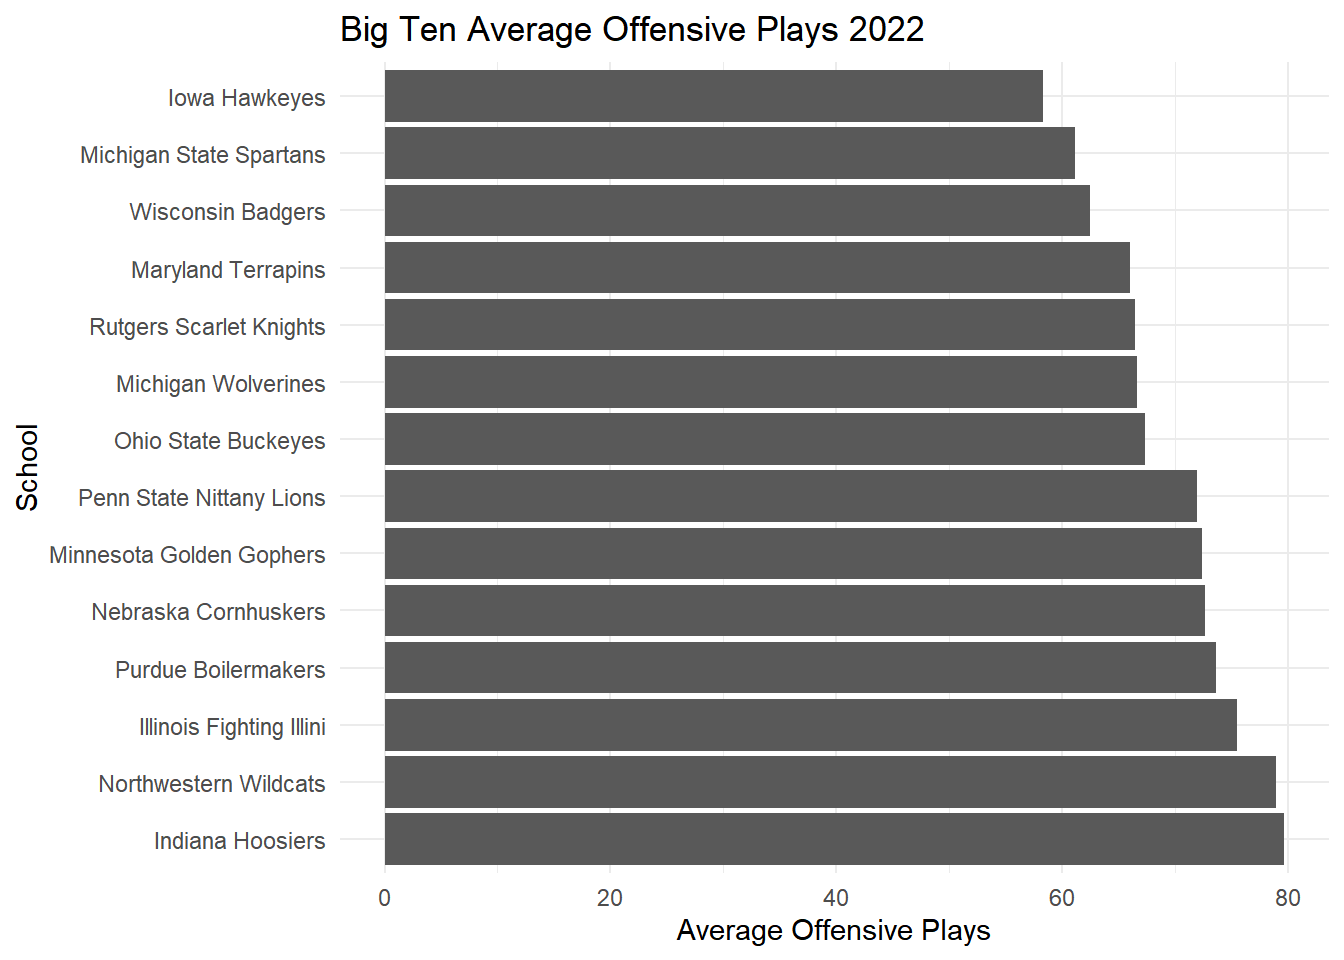 Big Ten Average Offensive Plays 2022
Iowa Hawkeyes
Michigan State Spartans
Wisconsin Badgers
Maryland Terrapins
Rutgers Scarlet Knights
Michigan Wolverines
Ohio State Buckeyes
Penn State Nittany Lions
Minnesota Golden Gophers
Nebraska Cornhuskers
Purdue Boilermakers
Illinois Fighting Illini
Northwestern Wildcats
Indiana Hoosiers
School
0 20 40 60 80
Average Offensive Plays